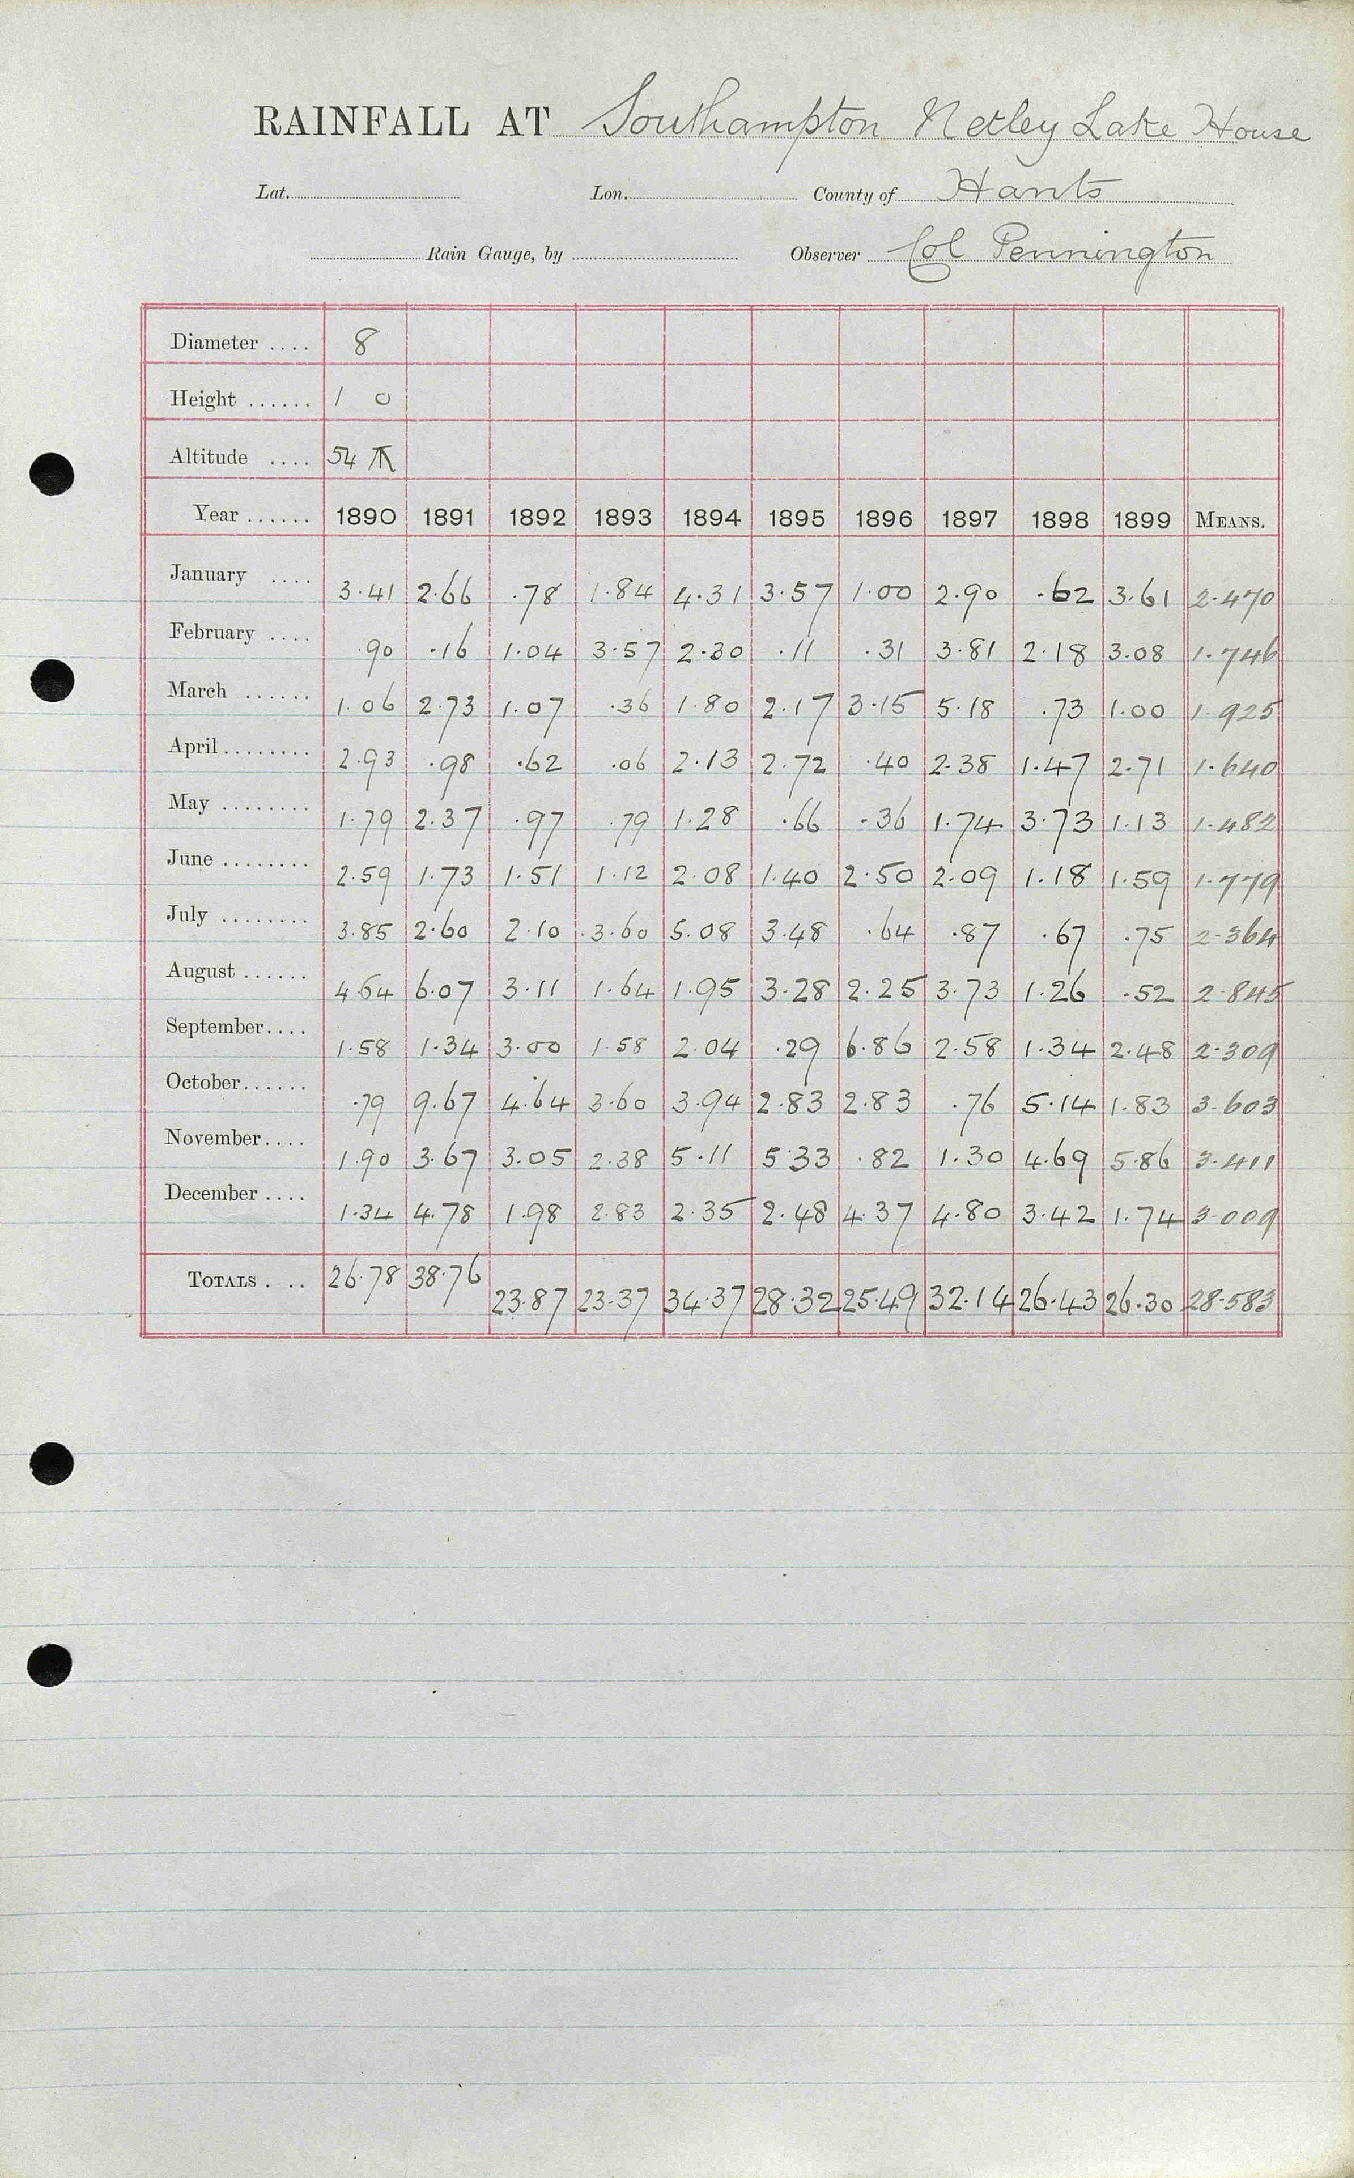 RAINFALL AT Southampton Netley Lake House
Lat. Lon. County of Hants
Rain Gauge, by Observer Col Pennington
Diameter .... 8
Height ...... 1 0
Altitude .... 54
Year ...... 1890 1891 1892 1893 1894 1895 1896 1897 1898 1899 MEANS.
January .... 3.41 2.66 .78 1.84 4.31 3.57 1.00 2.90 .62 3.61 2.470
February .... .90 .16 1.04 3.57 2.30 .11 .31 3.81 2.18 3.08 1.746
March ...... 1.06 2.73 1.07 .36 1.80 2.17 3.15 5.18 .73 1.00 1.925
April ........ 2.93 .98 .62 .06 2.13 2.72 .40 2.38 1.47 2.71 1.640
May ........ 1.79 2.37 .97 .79 1.28 .66 .36 1.74 3.73 1.13 1.482
June ........ 2.59 1.73 1.51 1.12 2.08 1.40 2.50 2.09 1.18 1.59 1.779
July ........ 3.85 2.60 2.10 3.60 5.08 3.48 .64 .87 .67 .75 2.364
August ...... 4.64 6.07 3.11 1.64 1.95 3.28 2.25 3.73 1.26 .52 2.845
September .... 1.58 1.34 3.00 1.58 2.04 .29 6.86 2.58 1.34 2.48 2.309
October ...... .79 9.67 4.64 3.60 3.94 2.83 2.83 .76 5.14 1.83 3.603
November .... 1.90 3.67 3.05 2.38 5.11 5.33 .82 1.30 4.69 5.86 3.411
December .... 1.34 4.78 1.98 2.83 2.35 2.48 4.37 4.80 3.42 1.74 3.009
TOTALS . .. 26.78 38.76 23.87 23.37 34.37 28.32 25.49 32.14 26.43 26.30 28.583